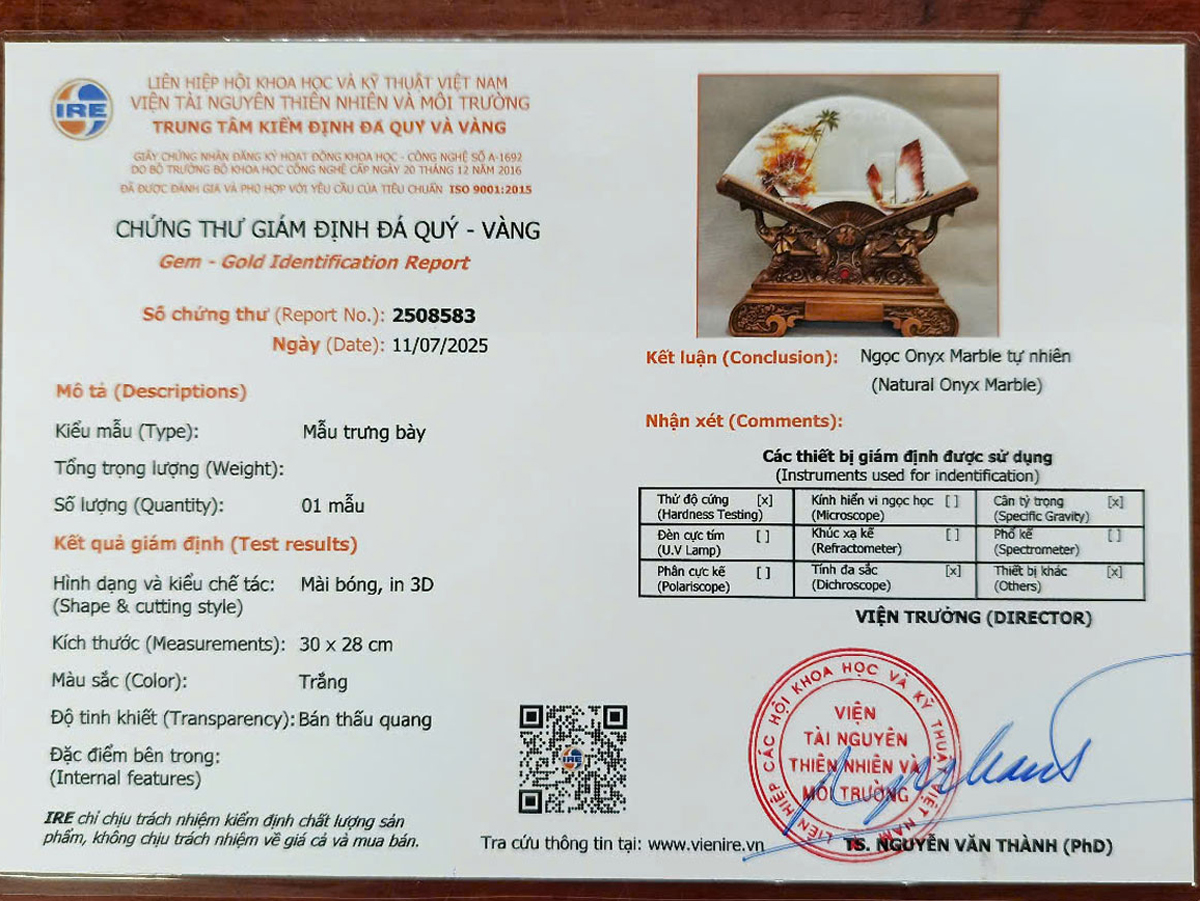 IRE
LIÊN HIỆP HỘI KHOA HỌC VÀ KỸ THUẬT VIỆT NAM
VIỆN TÀI NGUYÊN THIÊN NHIÊN VÀ MÔI TRƯỜNG
TRUNG TÂM KIỂM ĐỊNH ĐÁ QUÝ VÀ VÀNG
GIẤY CHỨNG NHẬN ĐĂNG KÝ HOẠT ĐỘNG KHOA HỌC - CÔNG NGHỆ SỐ A-1692
DO BỘ TRƯỞNG BỘ KHOA HỌC CÔNG NGHỆ CẤP NGÀY 20 THÁNG 12 NĂM 2016
ĐÃ ĐƯỢC ĐÁNH GIÁ VÀ PHÙ HỢP VỚI YÊU CẦU CỦA TIÊU CHUẨN ISO 9001:2015
CHỨNG THƯ GIÁM ĐỊNH ĐÁ QUÝ - VÀNG
Gem - Gold Identification Report
Số chứng thư (Report No.): 2508583
Ngày (Date): 11/07/2025
Mô tả (Descriptions)
Kiểu mẫu (Type): Mẫu trưng bày
Tổng trọng lượng (Weight):
Số lượng (Quantity): 01 mẫu
Kết quả giám định (Test results)
Hình dạng và kiểu chế tác: Mài bóng, in 3D
(Shape & cutting style)
Kích thước (Measurements): 30 x 28 cm
Màu sắc (Color): Trắng
Độ tinh khiết (Transparency): Bán thấu quang
Đặc điểm bên trong:
(Internal features)
IRE chỉ chịu trách nhiệm kiểm định chất lượng sản
phẩm, không chịu trách nhiệm về giá cả và mua bán.
IRE
Tra cứu thông tin tại: www.vienire.vn
Kết luận (Conclusion): Ngọc Onyx Marble tự nhiên
(Natural Onyx Marble)
Nhận xét (Comments):
Các thiết bị giám định được sử dụng
(Instruments used for indentification)
Thử độ cứng [x] Kính hiển vi ngọc học [ ] Cân tỷ trọng [x]
(Hardness Testing) (Microscope) (Specific Gravity)
Đèn cực tím [ ] Khúc xạ kế [ ] Phổ kế [ ]
(U.V Lamp) (Refractometer) (Spectrometer)
Phân cực kế [ ] Tính đa sắc [x] Thiết bị khác [x]
(Polariscope) (Dichroscope) (Others)
VIỆN TRƯỞNG (DIRECTOR)
LIÊN HIỆP CÁC HỘI KHOA HỌC VÀ KỸ THUẬT VIỆT NAM
VIỆN
TÀI NGUYÊN
THIÊN NHIÊN VÀ
MÔI TRƯỜNG
TS. NGUYỄN VĂN THÀNH (PhD)